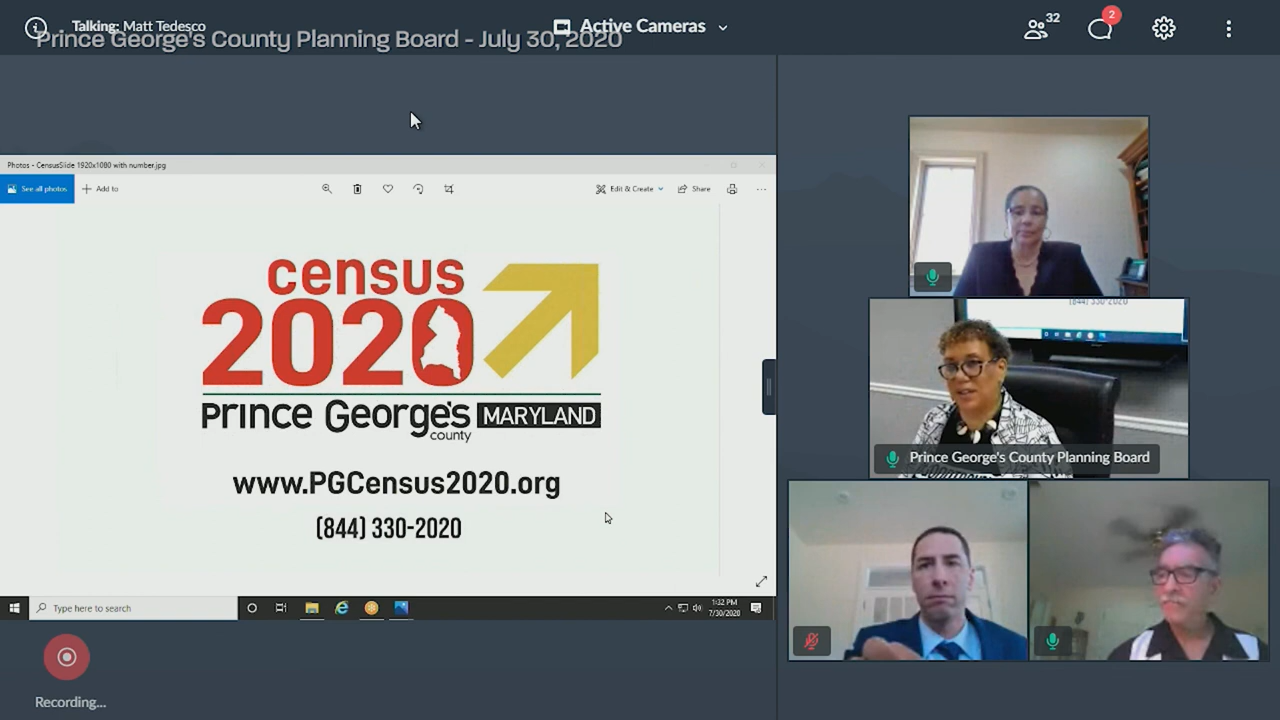 Talking: Matt Tedesco
Prince George's County Planning Board - July 30, 2020
Active Cameras
32
2
Photos - CensusSlide 1920x1080 with number.jpg
See all photos
Add to
Edit & Create
Share
census
2020
Prince George's
county
MARYLAND
www.PGCensus2020.org
(844) 330-2020
(844) 330-2020
Prince George's County Planning Board
Type here to search
1:32 PM
7/30/2020
Recording...